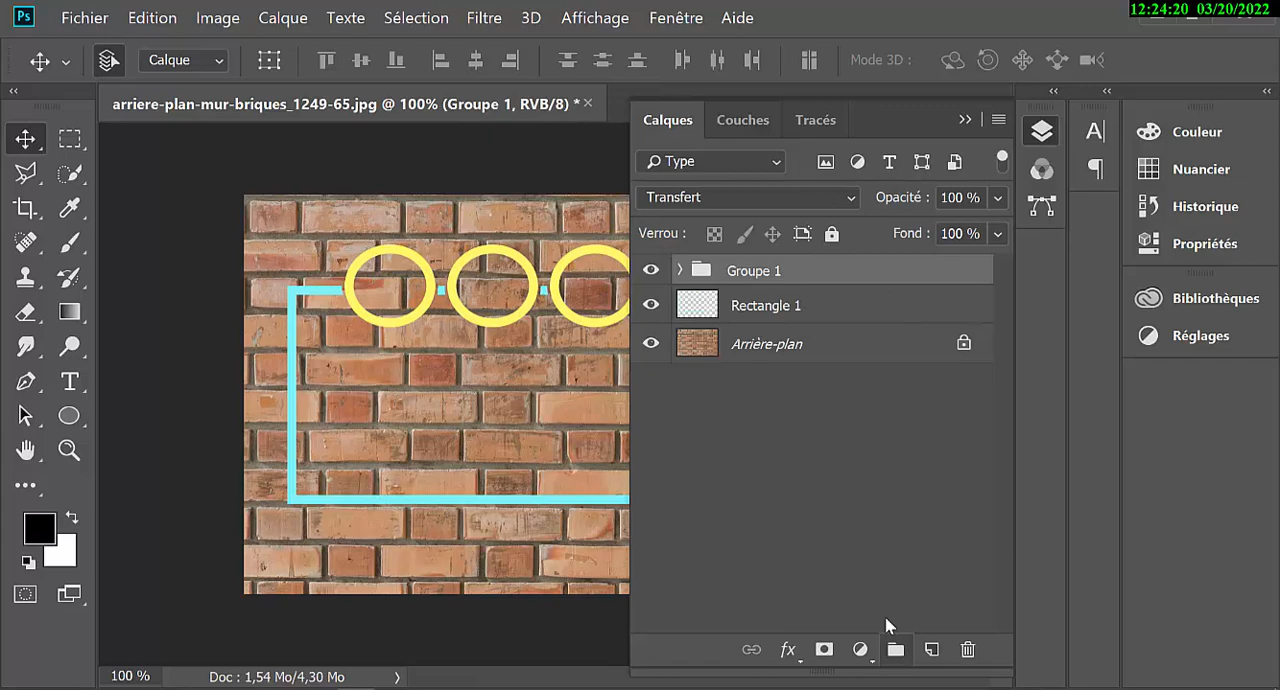 12:24:20 03/20/2022
Ps Fichier Edition Image Calque Texte Sélection Filtre 3D Affichage Fenêtre Aide
Calque Mode 3D :
arriere-plan-mur-briques_1249-65.jpg @ 100% (Groupe 1, RVB/8) *
Calques Couches Tracés
Type
Transfert Opacité : 100 %
Verrou : Fond : 100 %
Groupe 1
Rectangle 1
Arrière-plan
Couleur
Nuancier
Historique
Propriétés
Bibliothèques
Réglages
fx
100 % Doc : 1,54 Mo/4,30 Mo